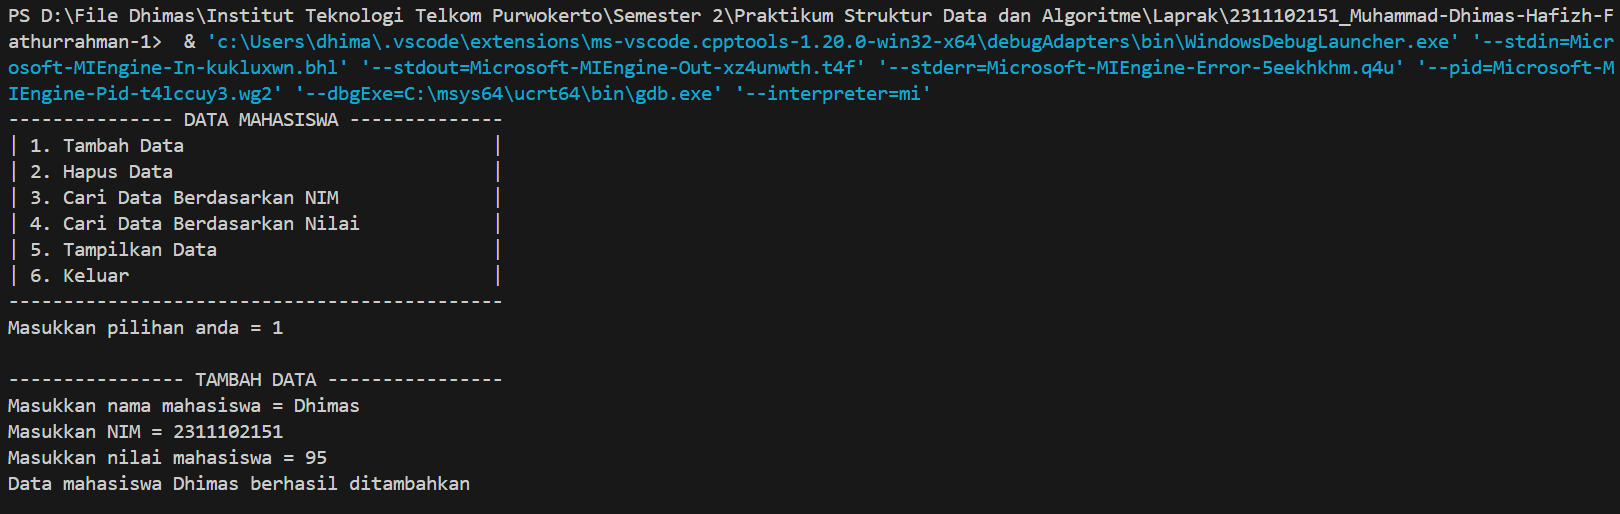 PS D:\File Dhimas\Institut Teknologi Telkom Purwokerto\Semester 2\Praktikum Struktur Data dan Algoritme\Laprak\2311102151_Muhammad-Dhimas-Hafizh-F
athurrahman-1>  & 'c:\Users\dhima\.vscode\extensions\ms-vscode.cpptools-1.20.0-win32-x64\debugAdapters\bin\WindowsDebugLauncher.exe' '--stdin=Micr
osoft-MIEngine-In-kukluxwn.bhl' '--stdout=Microsoft-MIEngine-Out-xz4unwth.t4f' '--stderr=Microsoft-MIEngine-Error-5eekhkhm.q4u' '--pid=Microsoft-M
IEngine-Pid-t4lccuy3.wg2' '--dbgExe=C:\msys64\ucrt64\bin\gdb.exe' '--interpreter=mi'
--------------- DATA MAHASISWA --------------
| 1. Tambah Data                            |
| 2. Hapus Data                             |
| 3. Cari Data Berdasarkan NIM              |
| 4. Cari Data Berdasarkan Nilai            |
| 5. Tampilkan Data                         |
| 6. Keluar                                 |
---------------------------------------------
Masukkan pilihan anda = 1

---------------- TAMBAH DATA ----------------
Masukkan nama mahasiswa = Dhimas
Masukkan NIM = 2311102151
Masukkan nilai mahasiswa = 95
Data mahasiswa Dhimas berhasil ditambahkan